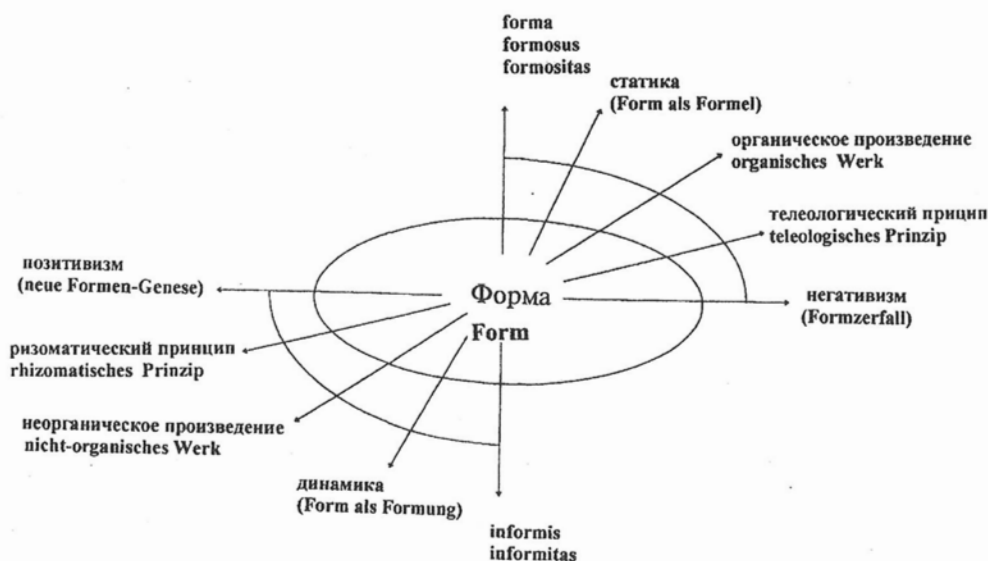 forma
formosus
formositas
статика
(Form als Formel)
органическое произведение
organisches Werk
телеологический прицип
teleologisches Prinzip
позитивизм
(neue Formen-Genese)
Форма
Form
негативизм
(Formzerfall)
ризоматический принцип
rhizomatisches Prinzip
неорганическое произведение
nicht-organisches Werk
динамика
(Form als Formung)
informis
informitas